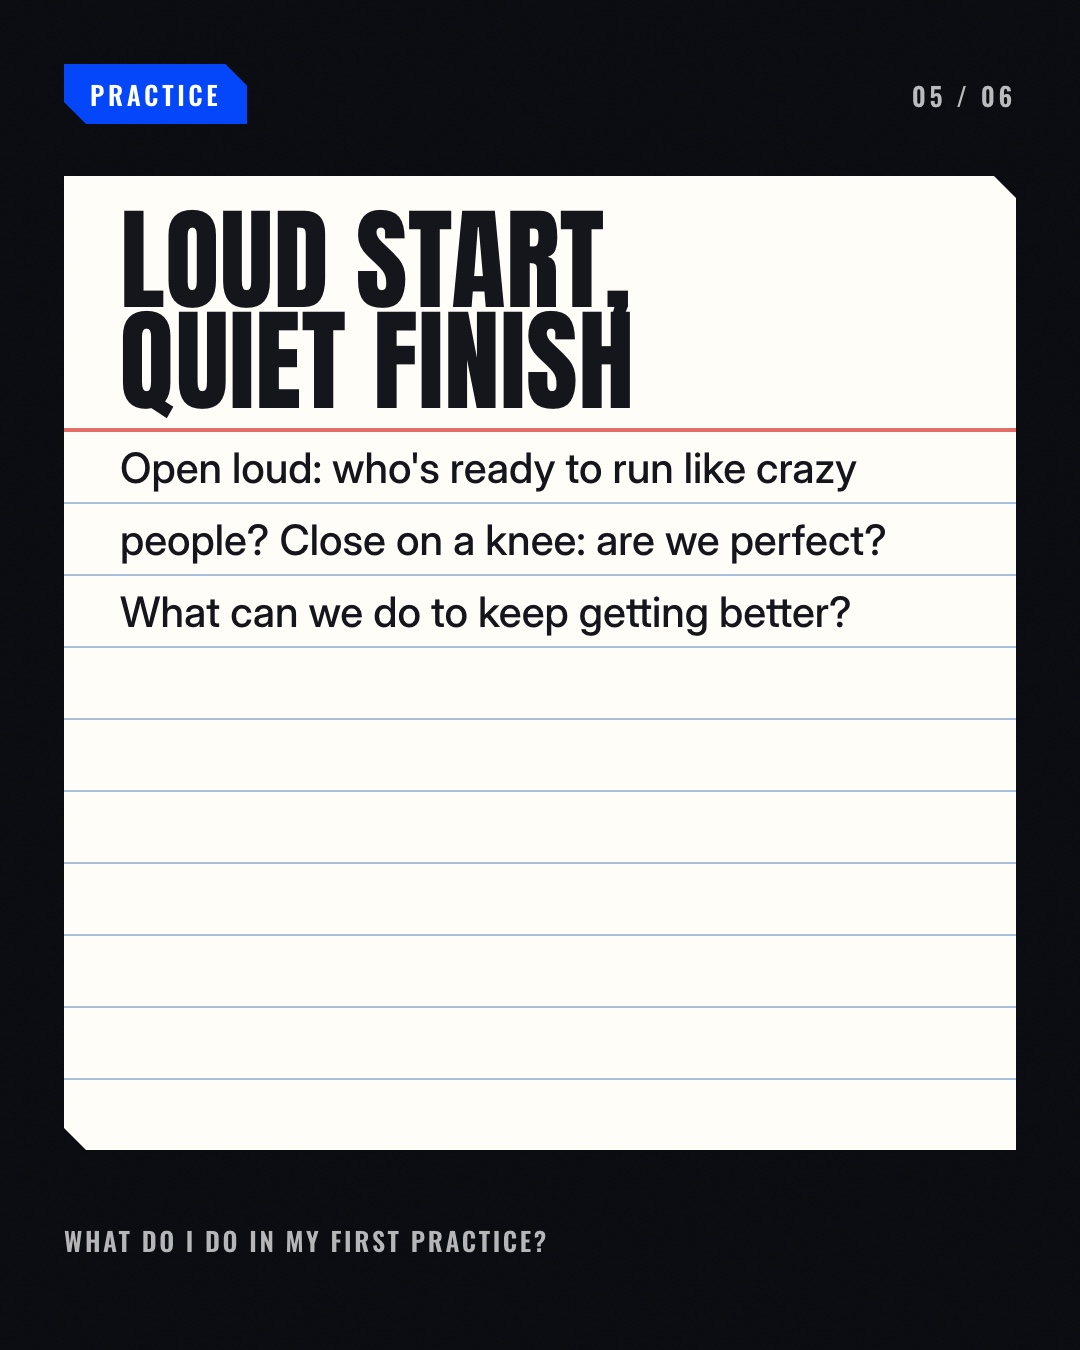 PRACTICE
05 / 06
LOUD START,
QUIET FINISH
Open loud: who's ready to run like crazy
people? Close on a knee: are we perfect?
What can we do to keep getting better?
WHAT DO I DO IN MY FIRST PRACTICE?